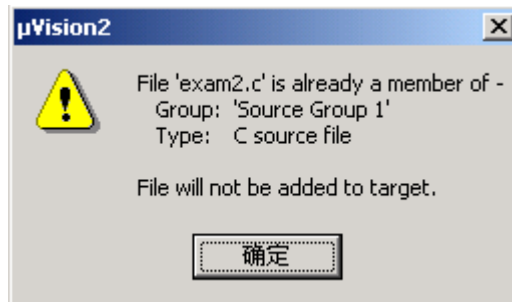 µVision2
File 'exam2.c' is already a member of -
Group: 'Source Group 1'
Type: C source file
File will not be added to target.
确定